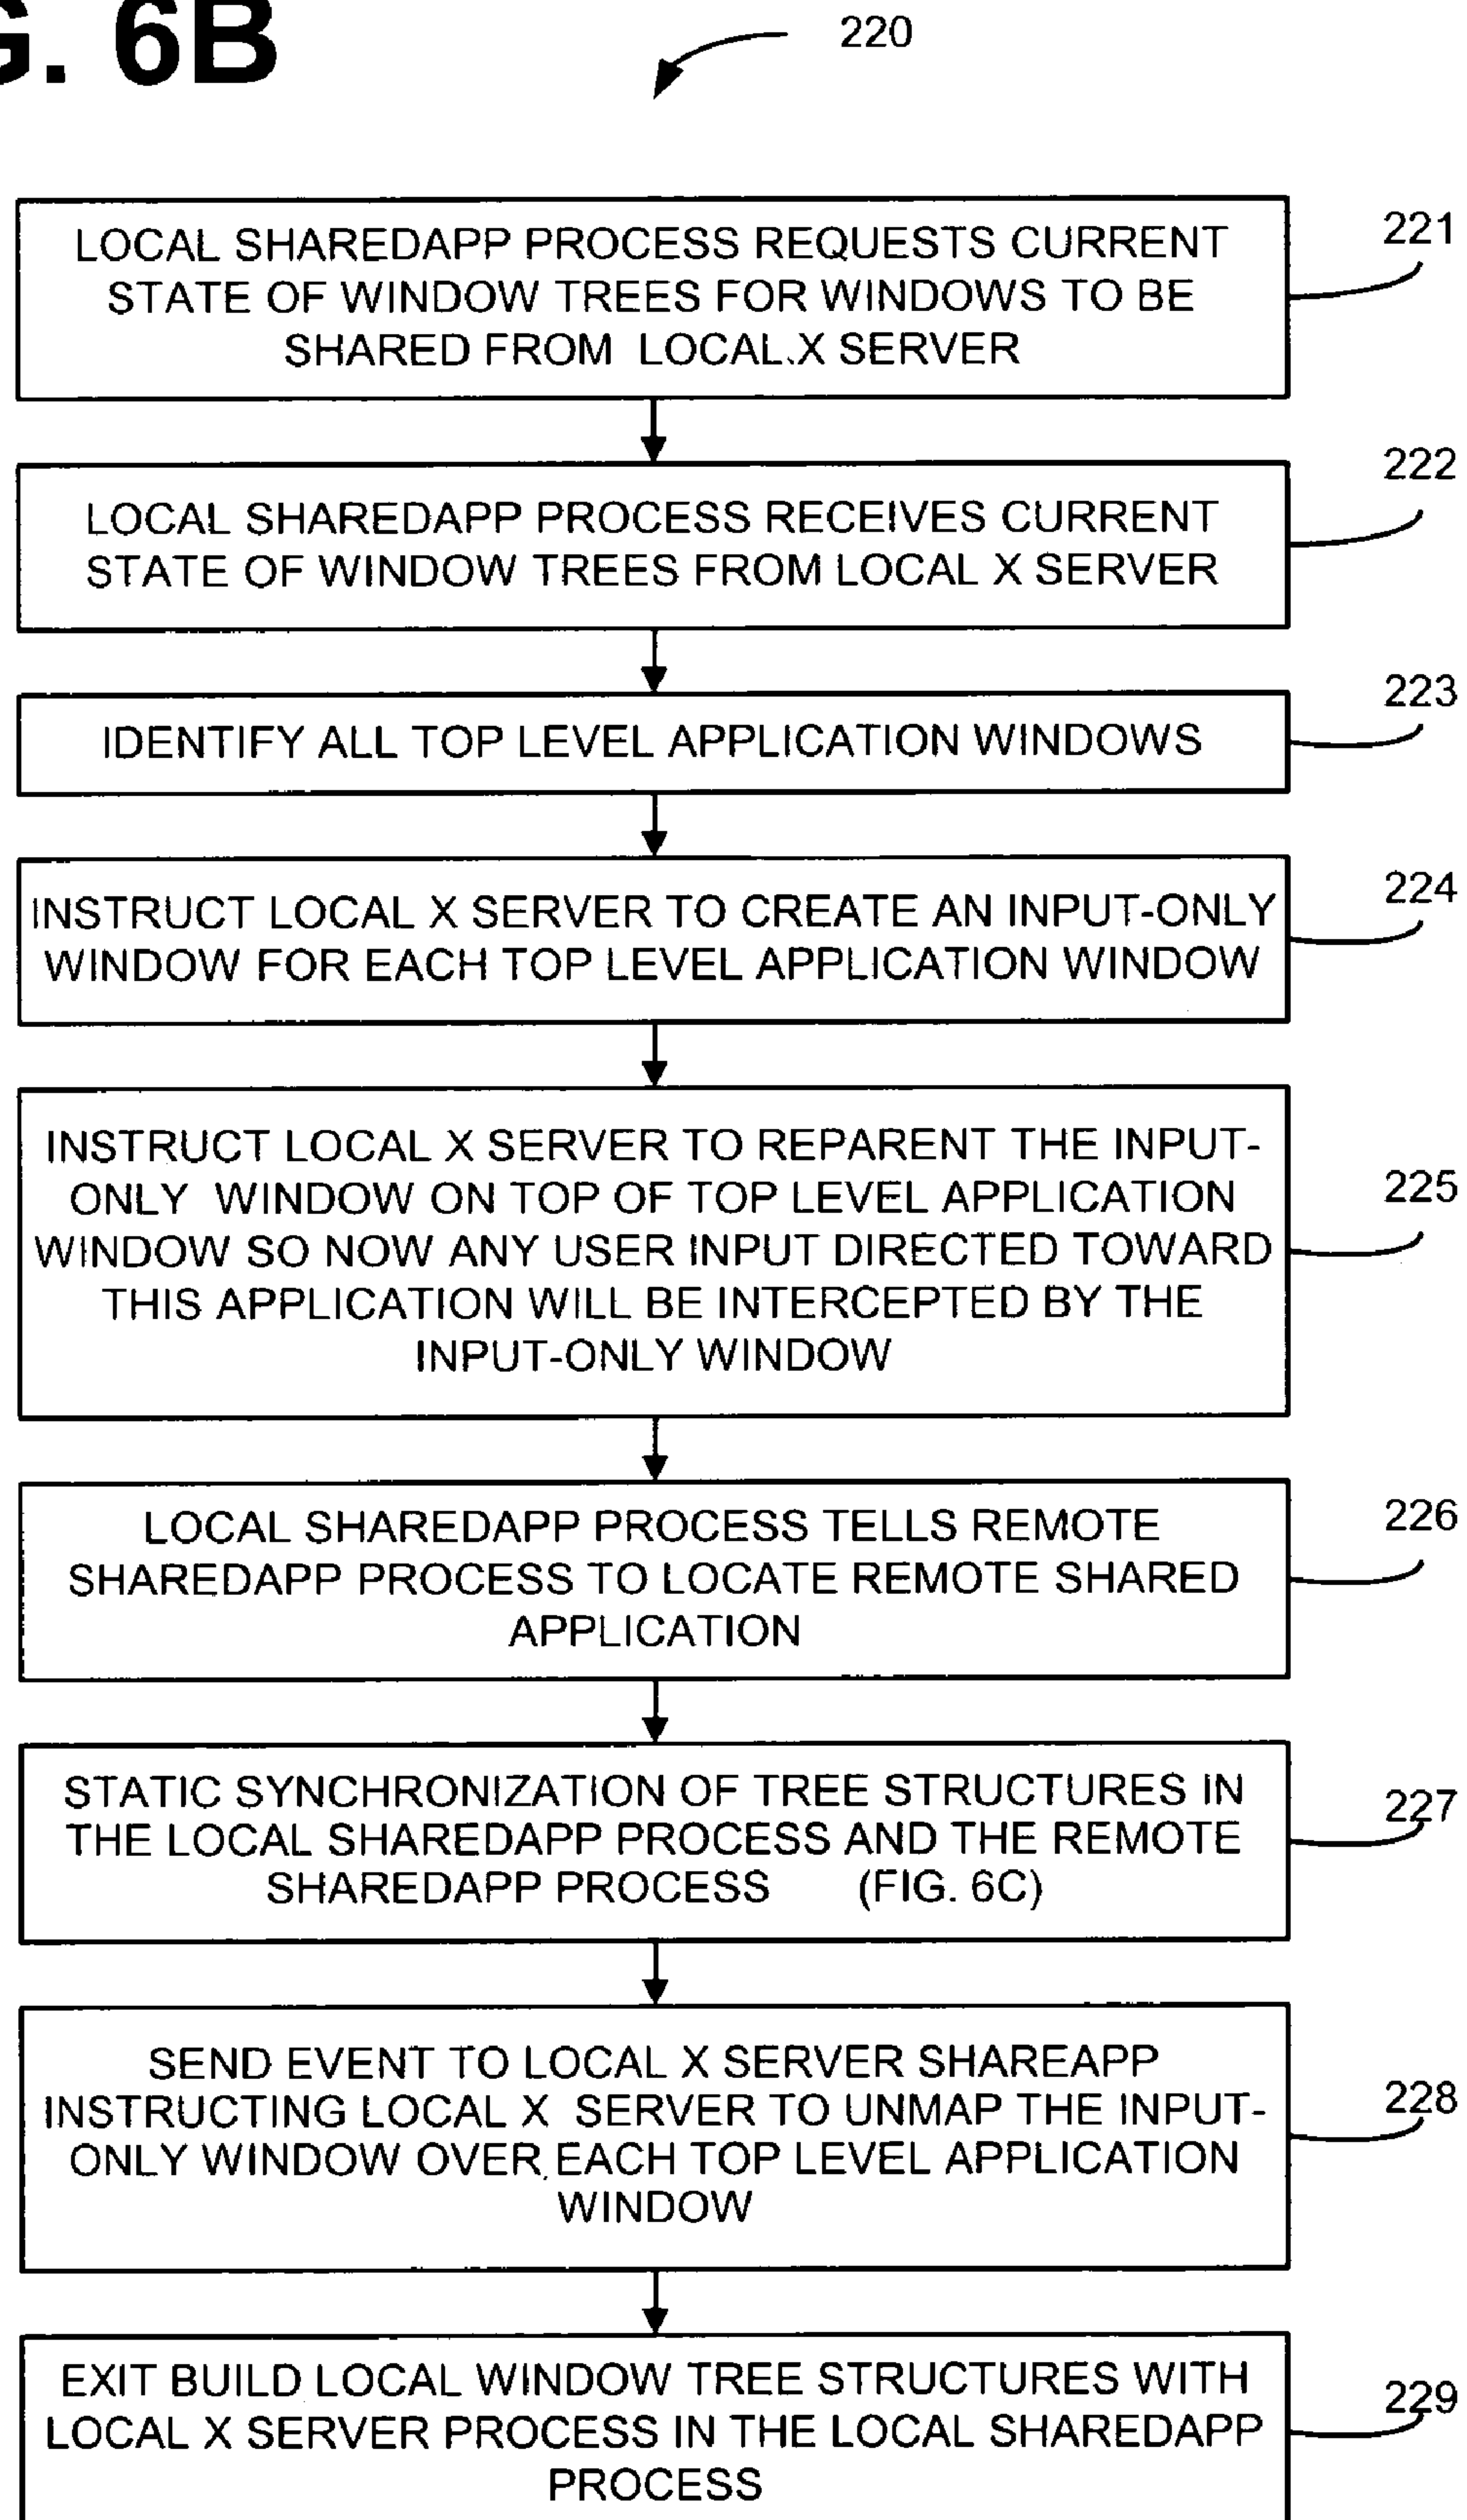 G. 6B
220
LOCAL SHAREDAPP PROCESS REQUESTS CURRENT
STATE OF WINDOW TREES FOR WINDOWS TO BE
SHARED FROM LOCAL X SERVER
221
LOCAL SHAREDAPP PROCESS RECEIVES CURRENT
STATE OF WINDOW TREES FROM LOCAL X SERVER
222
IDENTIFY ALL TOP LEVEL APPLICATION WINDOWS
223
INSTRUCT LOCAL X SERVER TO CREATE AN INPUT-ONLY
WINDOW FOR EACH TOP LEVEL APPLICATION WINDOW
224
INSTRUCT LOCAL X SERVER TO REPARENT THE INPUT-
ONLY WINDOW ON TOP OF TOP LEVEL APPLICATION
WINDOW SO NOW ANY USER INPUT DIRECTED TOWARD
THIS APPLICATION WILL BE INTERCEPTED BY THE
INPUT-ONLY WINDOW
225
LOCAL SHAREDAPP PROCESS TELLS REMOTE
SHAREDAPP PROCESS TO LOCATE REMOTE SHARED
APPLICATION
226
STATIC SYNCHRONIZATION OF TREE STRUCTURES IN
THE LOCAL SHAREDAPP PROCESS AND THE REMOTE
SHAREDAPP PROCESS (FIG. 6C)
227
SEND EVENT TO LOCAL X SERVER SHAREAPP
INSTRUCTING LOCAL X SERVER TO UNMAP THE INPUT-
ONLY WINDOW OVER EACH TOP LEVEL APPLICATION
WINDOW
228
EXIT BUILD LOCAL WINDOW TREE STRUCTURES WITH
LOCAL X SERVER PROCESS IN THE LOCAL SHAREDAPP
PROCESS
229